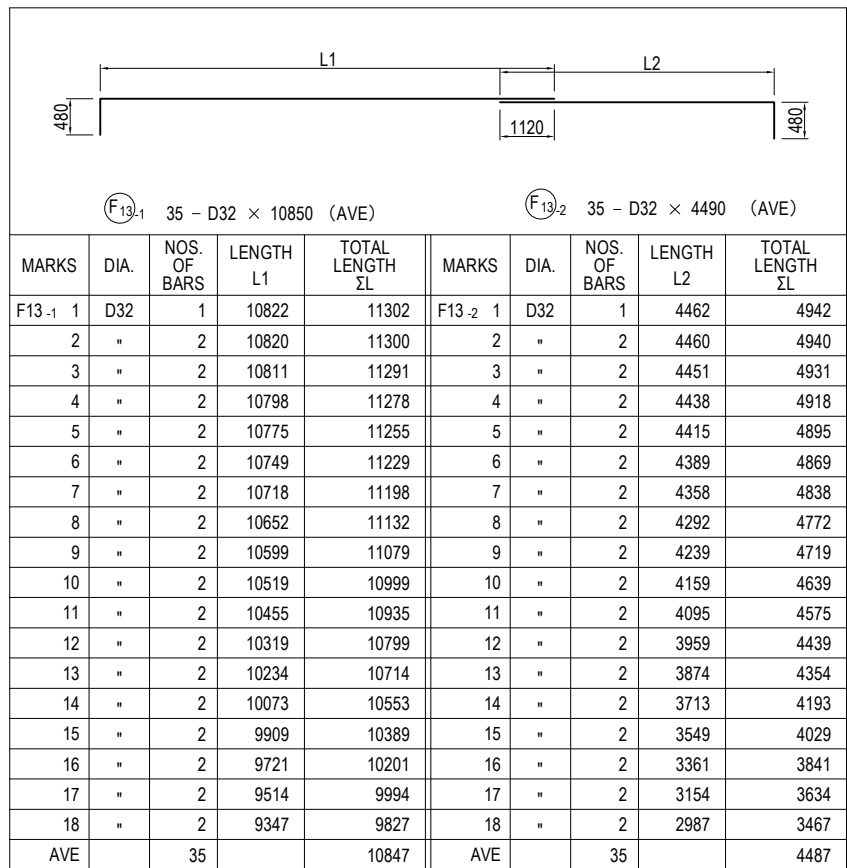 L1
L2
480
1120
480
F13-1 35 – D32 × 10850 (AVE)
F13-2 35 – D32 × 4490 (AVE)
MARKS DIA. NOS. OF BARS LENGTH L1 TOTAL LENGTH ΣL MARKS DIA. NOS. OF BARS LENGTH L2 TOTAL LENGTH ΣL
F13 -1 1 D32 1 10822 11302 F13 -2 1 D32 1 4462 4942
2 " 2 10820 11300 2 " 2 4460 4940
3 " 2 10811 11291 3 " 2 4451 4931
4 " 2 10798 11278 4 " 2 4438 4918
5 " 2 10775 11255 5 " 2 4415 4895
6 " 2 10749 11229 6 " 2 4389 4869
7 " 2 10718 11198 7 " 2 4358 4838
8 " 2 10652 11132 8 " 2 4292 4772
9 " 2 10599 11079 9 " 2 4239 4719
10 " 2 10519 10999 10 " 2 4159 4639
11 " 2 10455 10935 11 " 2 4095 4575
12 " 2 10319 10799 12 " 2 3959 4439
13 " 2 10234 10714 13 " 2 3874 4354
14 " 2 10073 10553 14 " 2 3713 4193
15 " 2 9909 10389 15 " 2 3549 4029
16 " 2 9721 10201 16 " 2 3361 3841
17 " 2 9514 9994 17 " 2 3154 3634
18 " 2 9347 9827 18 " 2 2987 3467
AVE 35 10847 AVE 35 4487